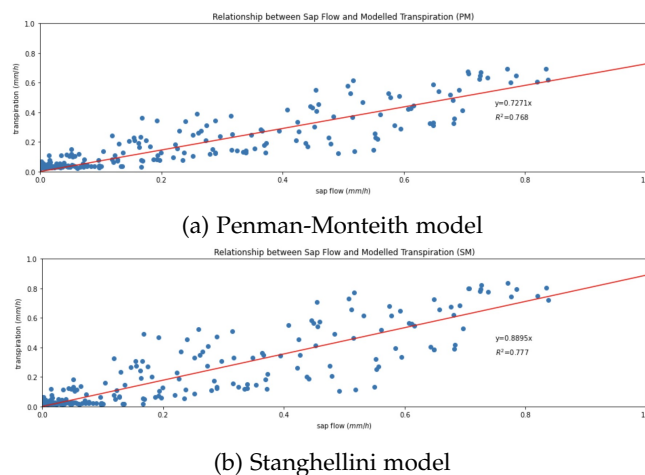 Relationship between Sap Flow and Modelled Transpiration (PM)
1.0
0.8
0.6
0.4
0.2
0.0
transpiration (mm/h)
y=0.7271x
R²=0.768
0.0 0.2 0.4 0.6 0.8 1
sap flow (mm/h)
(a) Penman-Monteith model
Relationship between Sap Flow and Modelled Transpiration (SM)
1.0
0.8
0.6
0.4
0.2
0.0
transpiration (mm/h)
y=0.8895x
R²=0.777
0.0 0.2 0.4 0.6 0.8 1
sap flow (mm/h)
(b) Stanghellini model